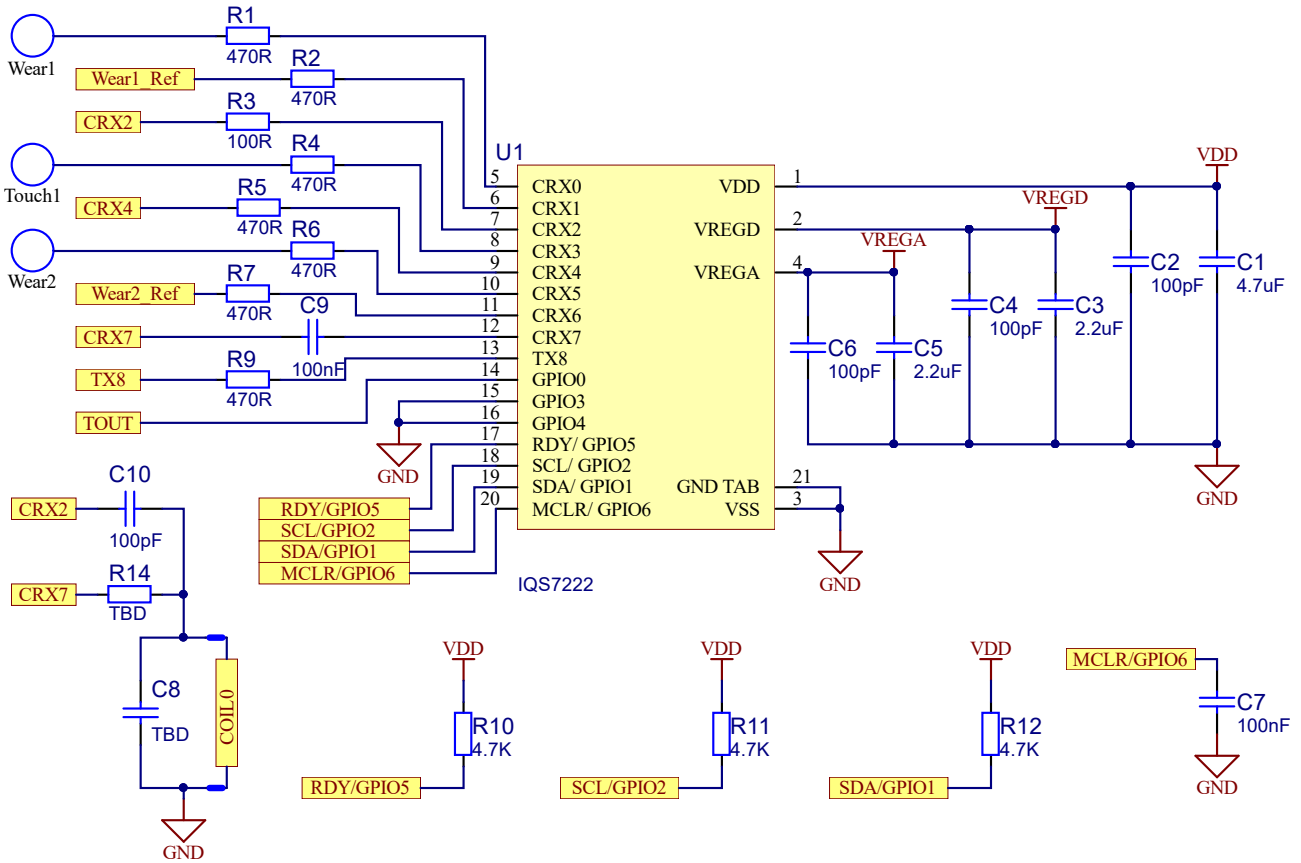 R1
470R
Wear1
R2
Wear1_Ref
470R
R3
CRX2
100R
R4
470R
Touch1
R5
CRX4
470R
R6
470R
Wear2
R7
Wear2_Ref
470R
C9
CRX7
100nF
R9
TX8
470R
TOUT
GND
U1
5 CRX0
6 CRX1
7 CRX2
8 CRX3
9 CRX4
10 CRX5
11 CRX6
12 CRX7
13 TX8
14 GPIO0
15 GPIO3
16 GPIO4
17 RDY/ GPIO5
18 SCL/ GPIO2
19 SDA/ GPIO1
20 MCLR/ GPIO6
VDD 1
VREGD 2
VREGA 4
GND TAB 21
VSS 3
IQS7222
GND
VDD
VREGD
VREGA
C2
100pF
C1
4.7uF
C4
100pF
C3
2.2uF
C6
100pF
C5
2.2uF
GND
RDY/GPIO5
SCL/GPIO2
SDA/GPIO1
MCLR/GPIO6
C10
CRX2
100pF
R14
CRX7
TBD
C8
TBD
COIL0
GND
VDD
R10
4.7K
RDY/GPIO5
VDD
R11
4.7K
SCL/GPIO2
VDD
R12
4.7K
SDA/GPIO1
MCLR/GPIO6
C7
100nF
GND